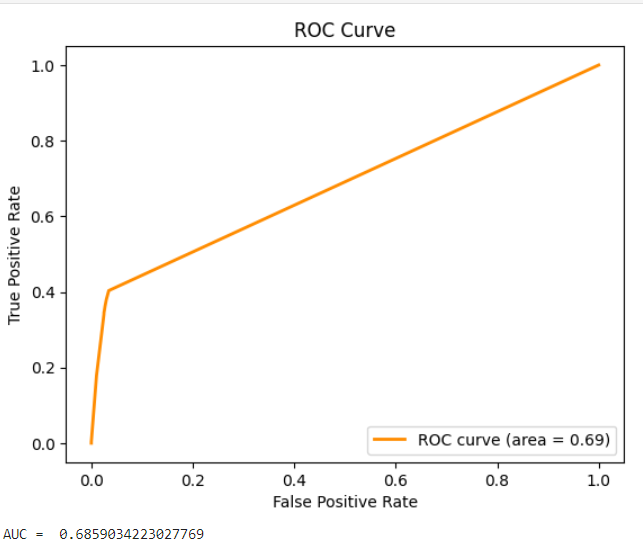 ROC Curve
1.0
0.8
0.6
0.4
0.2
0.0
True Positive Rate
ROC curve (area = 0.69)
0.0 0.2 0.4 0.6 0.8 1.0
False Positive Rate
AUC = 0.6859034223027769